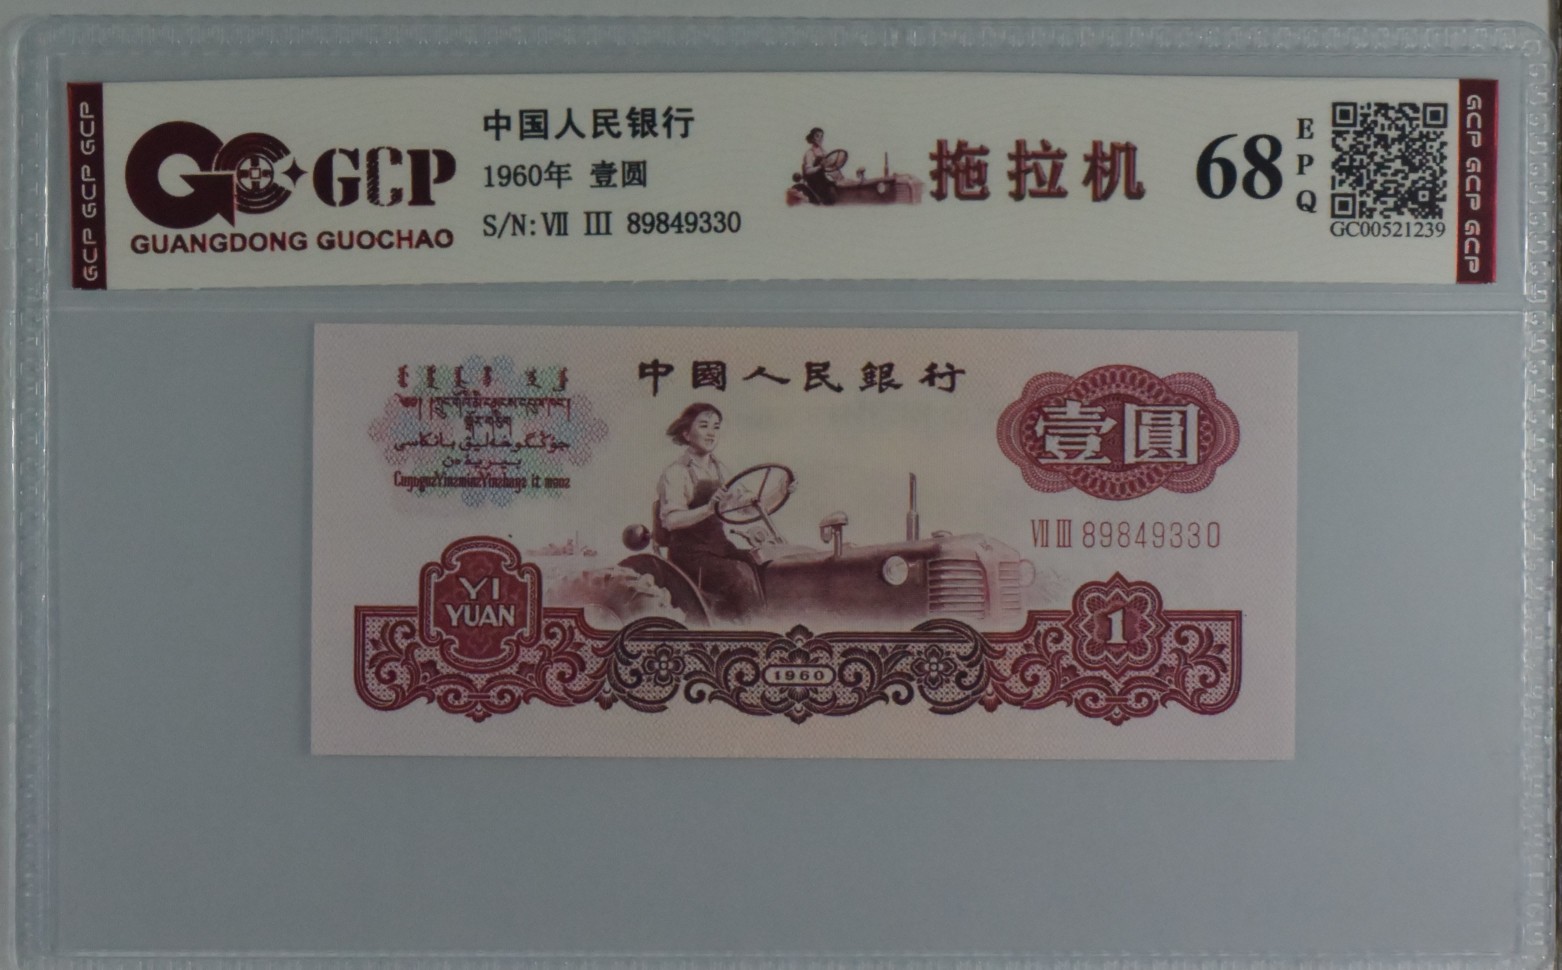 GCP GCP GCP
GCP
GUANGDONG GUOCHAO
中国人民银行
1960年 壹圆
S/N: Ⅶ Ⅲ 89849330
拖拉机
68
EPQ
GC00521239
GCP GCP GCP
中國人民銀行
壹圓
Ⅶ Ⅲ 89849330
YI
YUAN
1
1960